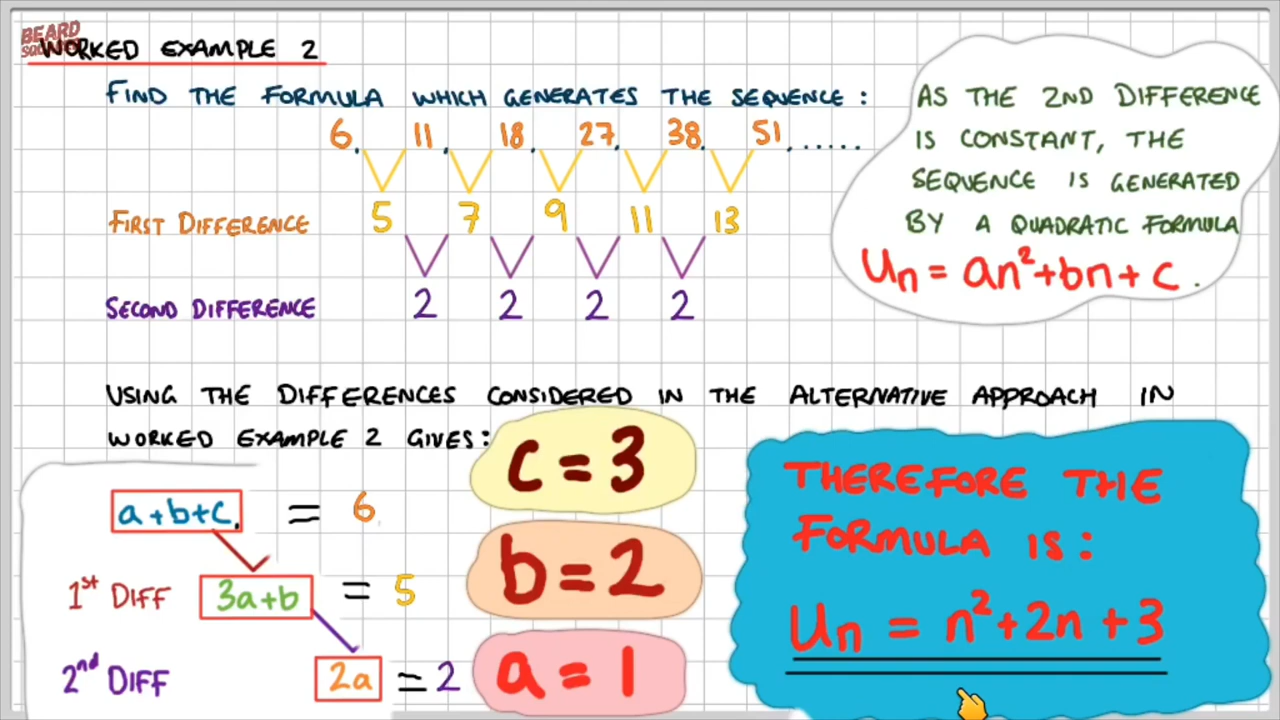 BEARD
SQUARED
WORKED EXAMPLE 2
FIND THE FORMULA WHICH GENERATES THE SEQUENCE:
6, 11, 18, 27, 38, 51, .....
FIRST DIFFERENCE 5 7 9 11 13
SECOND DIFFERENCE 2 2 2 2
AS THE 2ND DIFFERENCE
IS CONSTANT, THE
SEQUENCE IS GENERATED
BY A QUADRATIC FORMULA
Un = an²+bn+c.
USING THE DIFFERENCES CONSIDERED IN THE ALTERNATIVE APPROACH IN
WORKED EXAMPLE 2 GIVES:
a+b+c. = 6
1st DIFF 3a+b = 5
2nd DIFF 2a = 2
c = 3
b = 2
a = 1
THEREFORE THE
FORMULA IS:
Un = n²+2n+3